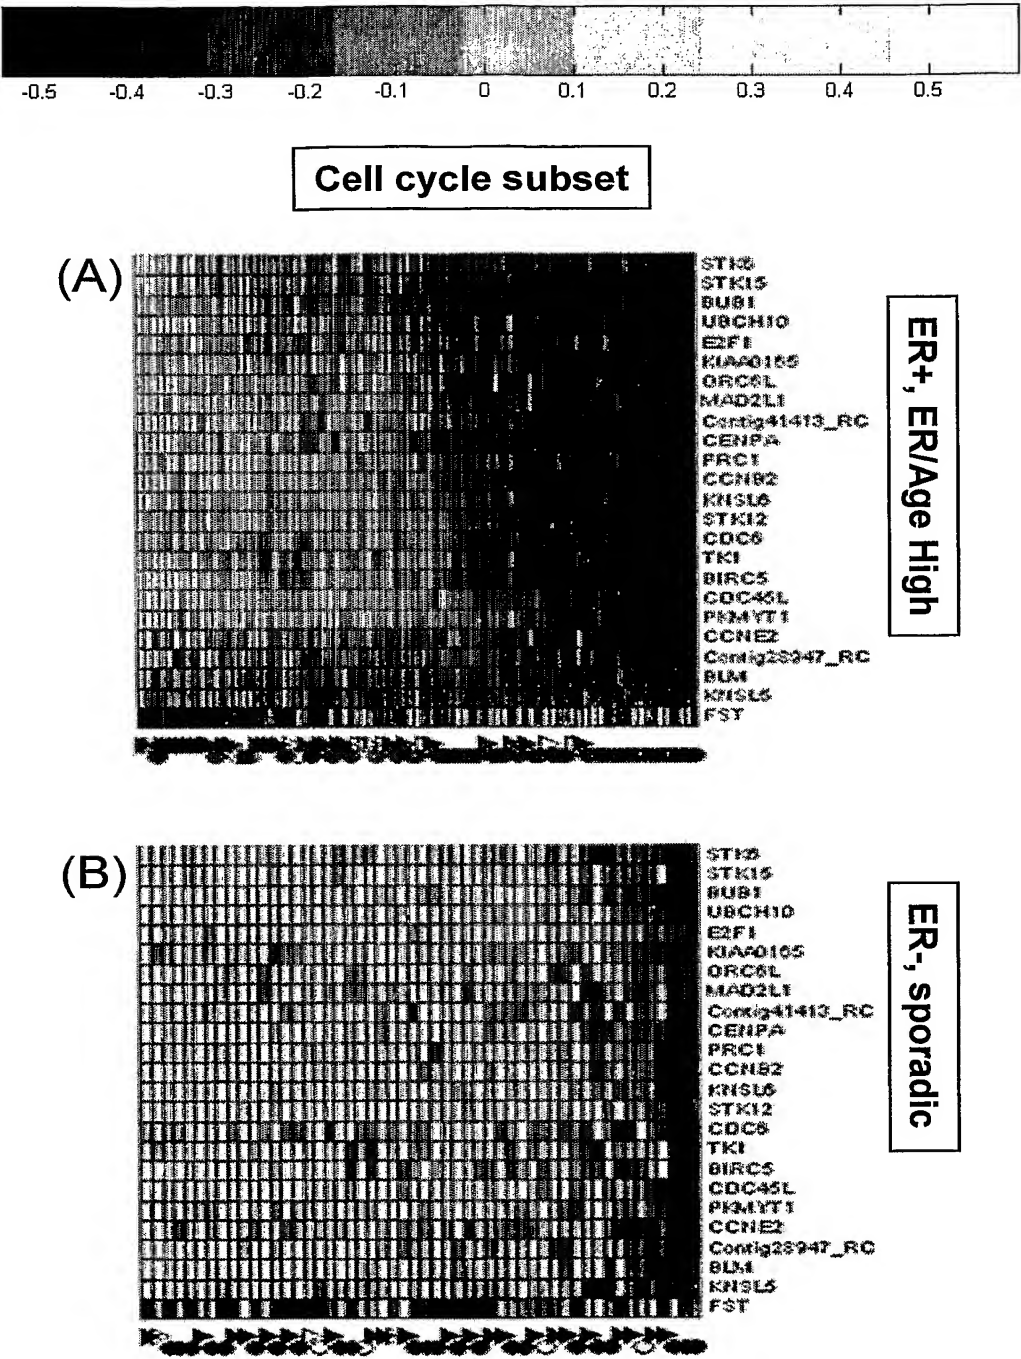 -0.5 -0.4 -0.3 -0.2 -0.1 0 0.1 0.2 0.3 0.4 0.5
Cell cycle subset
(A)
STK6
STK15
BUB1
UBCH10
E2F1
KIAA0165
ORC6L
MAD2L1
Contig41413_RC
CENPA
PRC1
CCNB2
KNSL6
STK12
CDC6
TK1
BIRC5
CDC45L
PKMYT1
CCNE2
Contig28947_RC
BLM
KNSL5
FST
ER+, ER/Age High
(B)
STK6
STK15
BUB1
UBCH10
E2F1
KIAA0165
ORC6L
MAD2L1
Contig41413_RC
CENPA
PRC1
CCNB2
KNSL6
STK12
CDC6
TK1
BIRC5
CDC45L
PKMYT1
CCNE2
Contig28947_RC
BLM
KNSL5
FST
ER-, sporadic